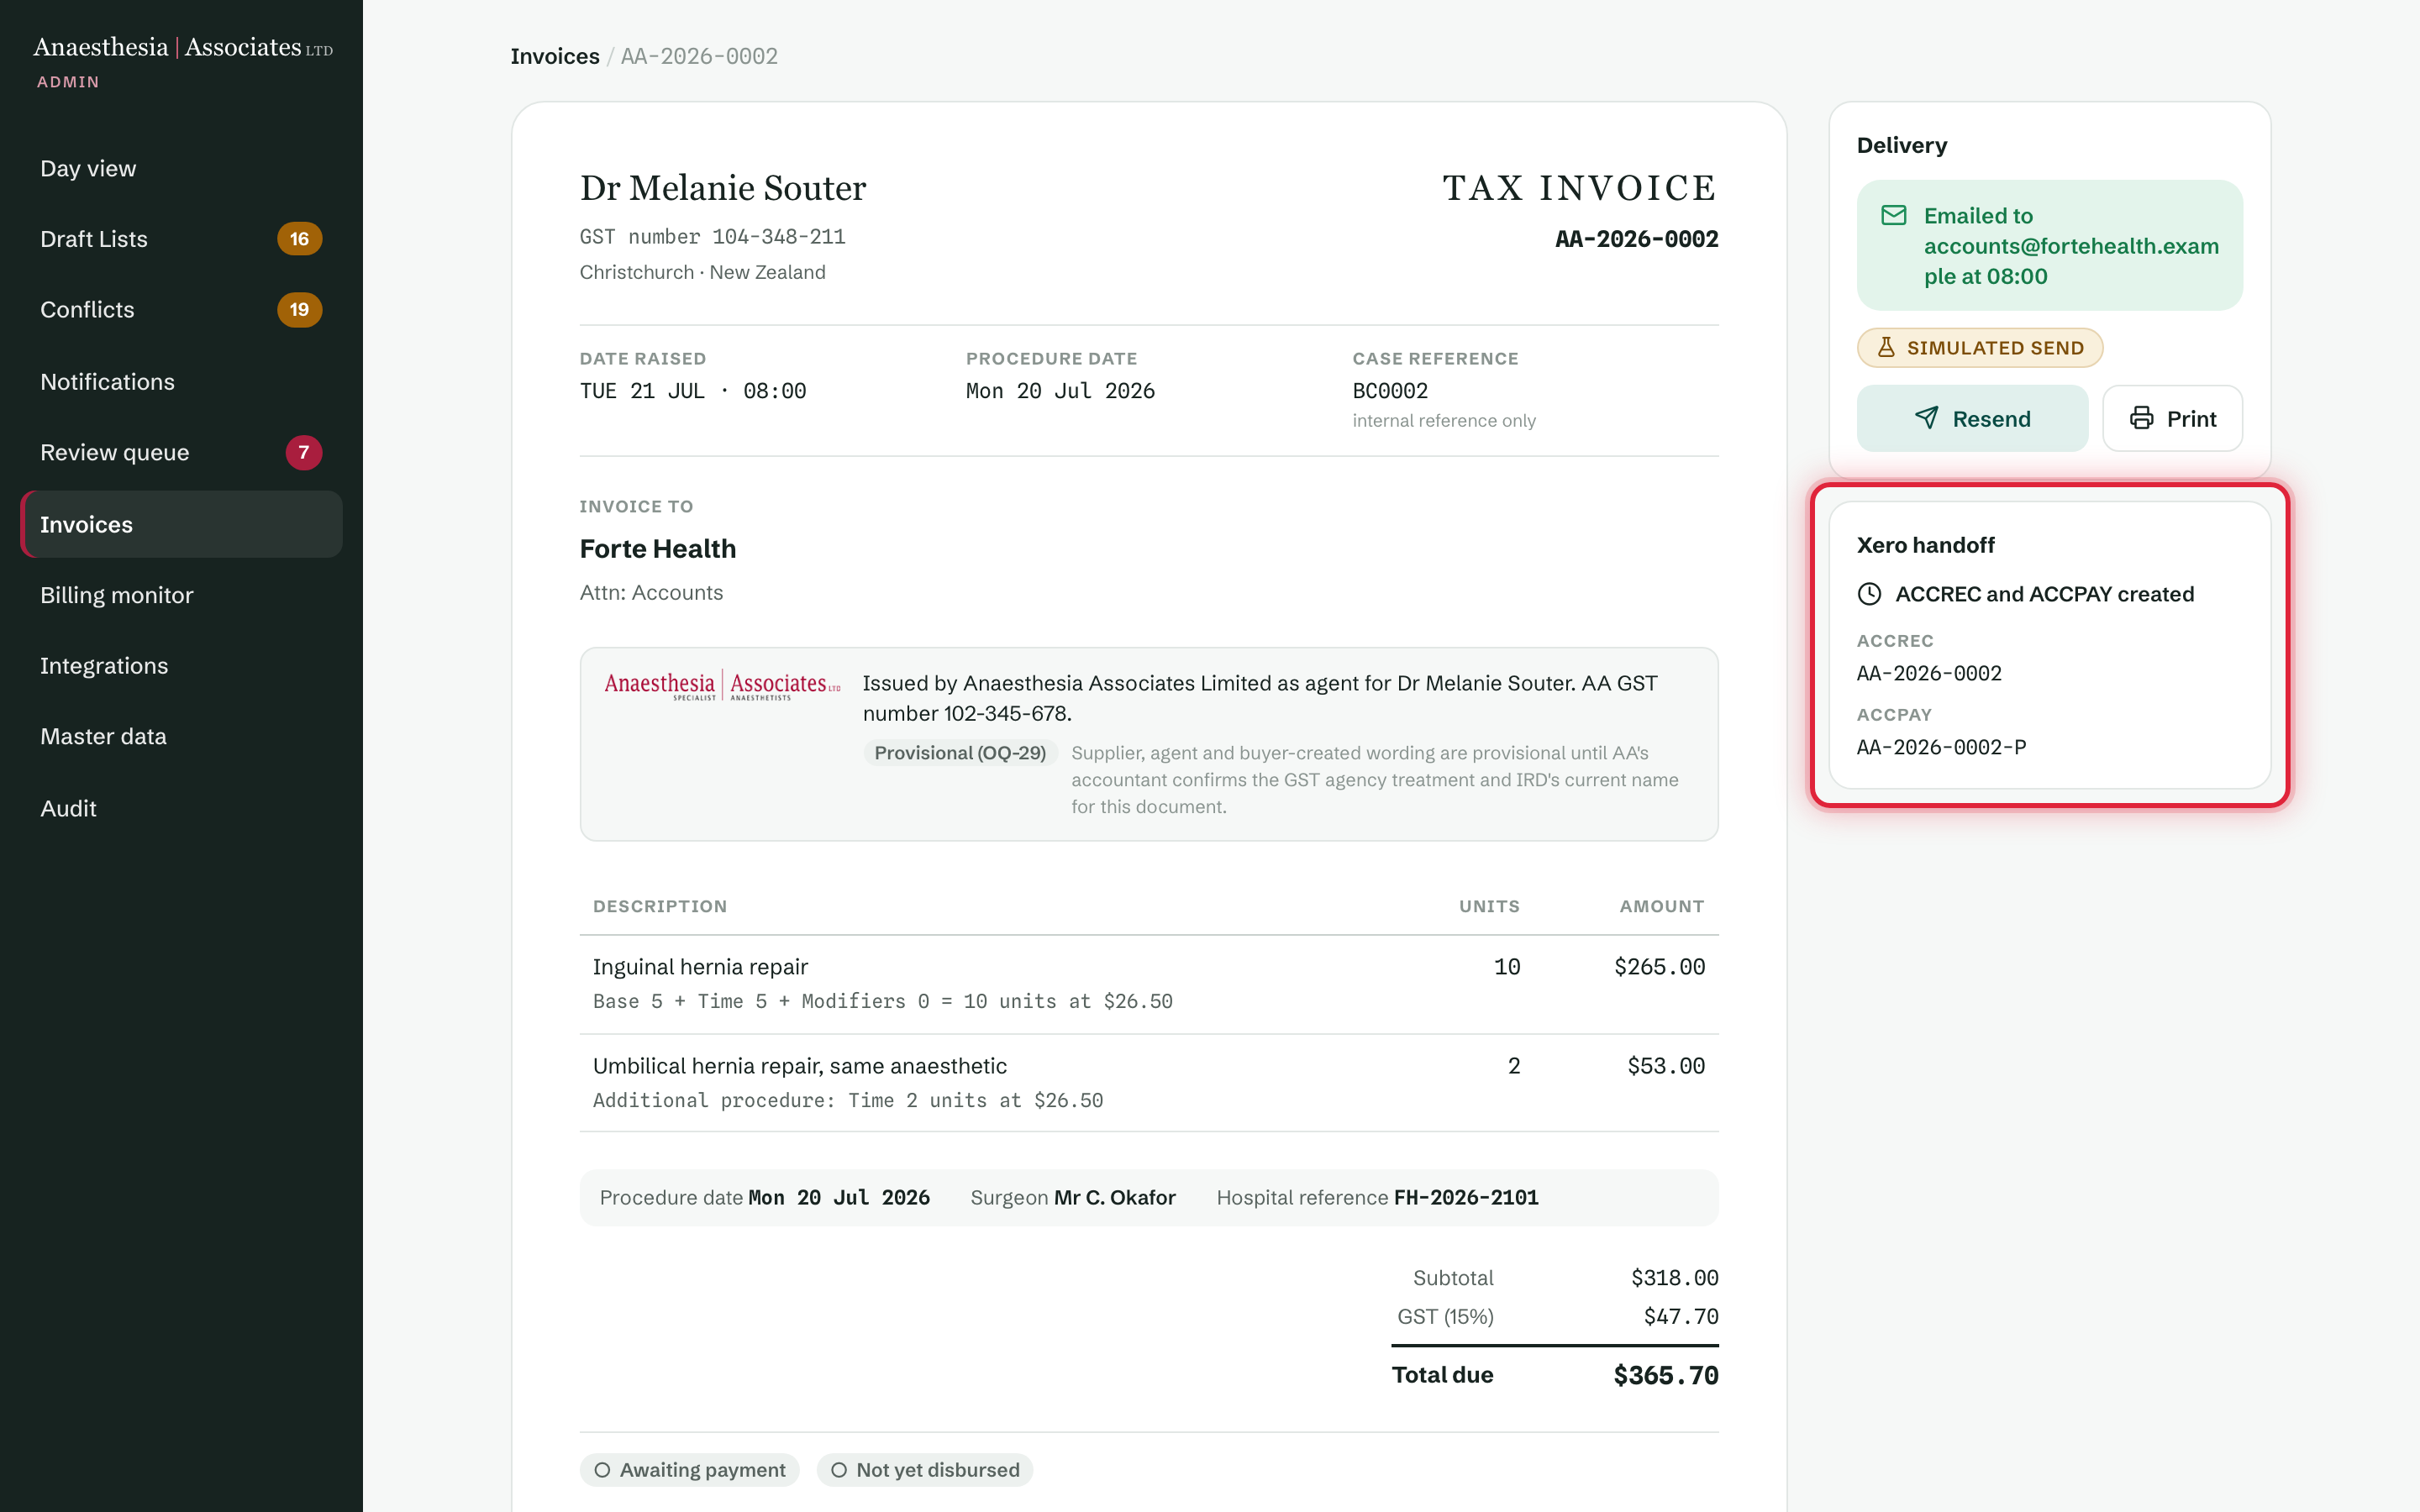 Anaesthesia | Associates LTD
ADMIN
Day view
Draft Lists 16
Conflicts 19
Notifications
Review queue 7
Invoices
Billing monitor
Integrations
Master data
Audit
Invoices / AA-2026-0002
Dr Melanie Souter
GST number 104-348-211
Christchurch · New Zealand
TAX INVOICE
AA-2026-0002
DATE RAISED
TUE 21 JUL · 08:00
PROCEDURE DATE
Mon 20 Jul 2026
CASE REFERENCE
BC0002
internal reference only
INVOICE TO
Forte Health
Attn: Accounts
Anaesthesia | Associates LTD
SPECIALIST ANAESTHETISTS
Issued by Anaesthesia Associates Limited as agent for Dr Melanie Souter. AA GST
number 102-345-678.
Provisional (OQ-29)
Supplier, agent and buyer-created wording are provisional until AA's
accountant confirms the GST agency treatment and IRD's current name
for this document.
DESCRIPTION UNITS AMOUNT
Inguinal hernia repair 10 $265.00
Base 5 + Time 5 + Modifiers 0 = 10 units at $26.50
Umbilical hernia repair, same anaesthetic 2 $53.00
Additional procedure: Time 2 units at $26.50
Procedure date Mon 20 Jul 2026 Surgeon Mr C. Okafor Hospital reference FH-2026-2101
Subtotal $318.00
GST (15%) $47.70
Total due $365.70
Awaiting payment Not yet disbursed
Delivery
Emailed to
accounts@fortehealth.exam
ple at 08:00
SIMULATED SEND
Resend Print
Xero handoff
ACCREC and ACCPAY created
ACCREC
AA-2026-0002
ACCPAY
AA-2026-0002-P